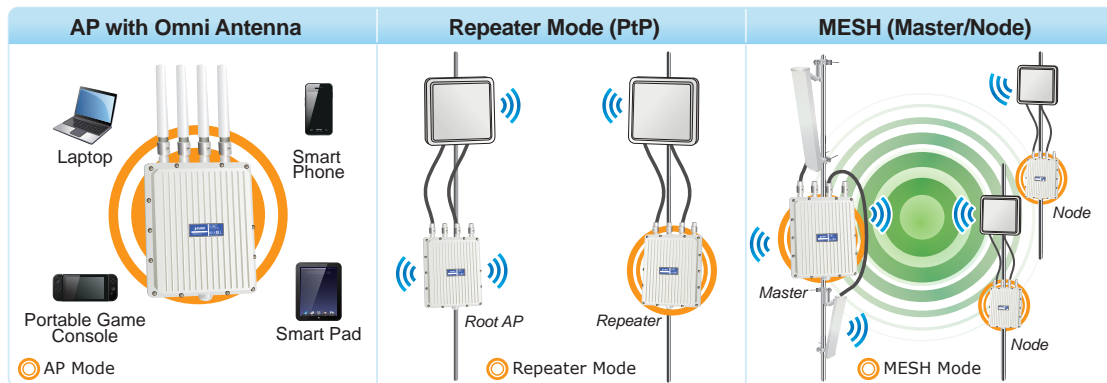 AP with Omni Antenna
Laptop
Smart
Phone
Portable Game
Console
Smart Pad
AP Mode
Repeater Mode (PtP)
Root AP
Repeater
Repeater Mode
MESH (Master/Node)
Master
Node
Node
MESH Mode